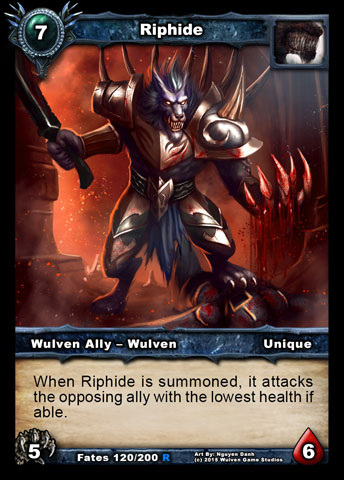 7
Riphide
Wulven Ally – Wulven Unique
When Riphide is summoned, it attacks
the opposing ally with the lowest health if
able.
5
Fates 120/200 R
Art By: Nguyen Danh
(c) 2015 Wulven Game Studios
6